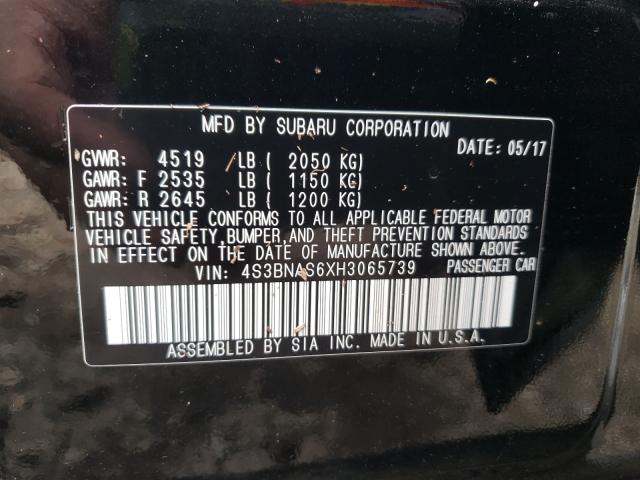 MFD BY SUBARU CORPORATION
DATE: 05/17
GVWR: 4519 LB ( 2050 KG)
GAWR: F 2535 LB ( 1150 KG)
GAWR: R 2645 LB ( 1200 KG)
THIS VEHICLE CONFORMS TO ALL APPLICABLE FEDERAL MOTOR
VEHICLE SAFETY,BUMPER,AND THEFT PREVENTION STANDARDS
IN EFFECT ON THE DATE OF MANUFACTURE SHOWN ABOVE.
VIN: 4S3BNAS6XH3065739 PASSENGER CAR
ASSEMBLED BY SIA INC. MADE IN U.S.A.